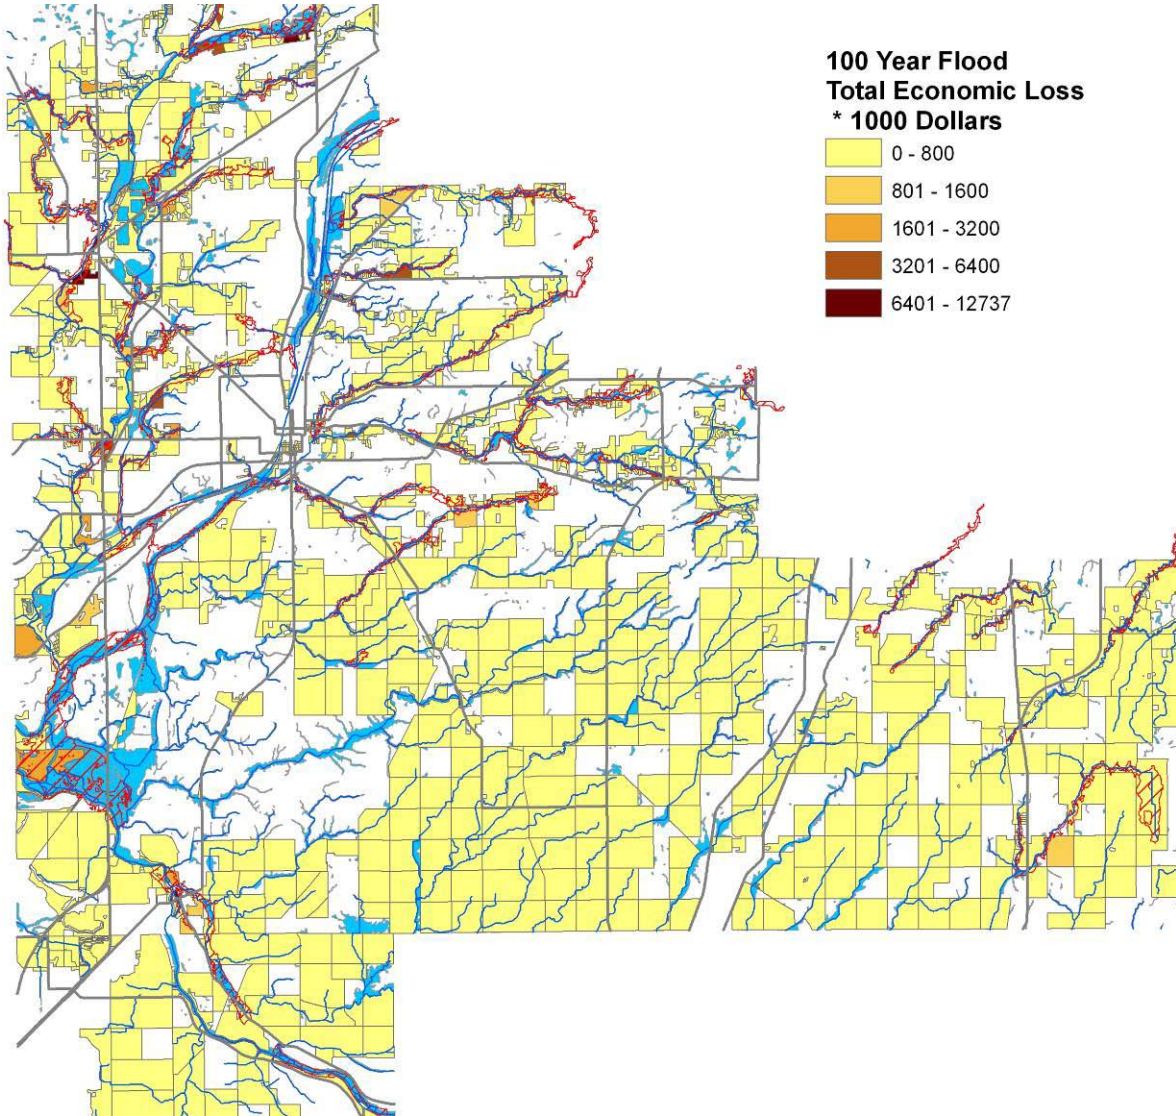 100 Year Flood
Total Economic Loss
* 1000 Dollars
0 - 800
801 - 1600
1601 - 3200
3201 - 6400
6401 - 12737